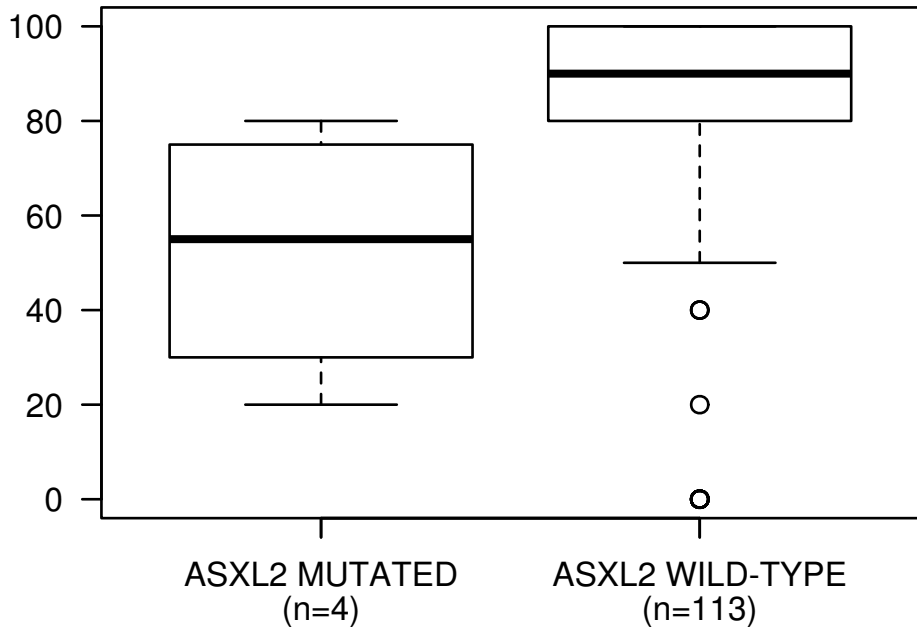 100
80
60
40
20
0
ASXL2 MUTATED
(n=4)
ASXL2 WILD-TYPE
(n=113)